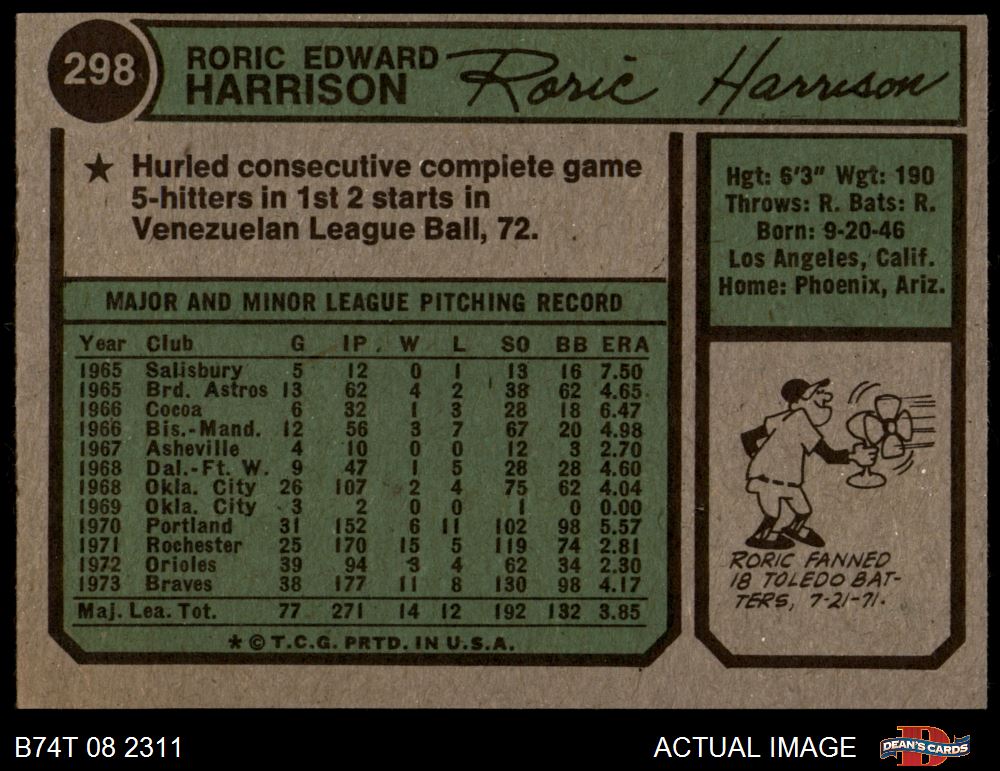 298
RORIC EDWARD
HARRISON
Roric Harrison
★ Hurled consecutive compiete game
5-hitters in 1st 2 starts in
Venezuelan League Ball, 72.
Hgt: 6'3" Wgt: 190
Throws: R. Bats: R.
Born: 9-20-46
Los Angeles, Calif.
Home: Phoenix, Ariz.
MAJOR AND MINOR LEAGUE PITCHING RECORD
Year Club G IP. W L SO BB ERA
1965 Salisbury 5 12 0 1 13 16 7.50
1965 Brd. Astros 13 62 4 2 38 62 4.65
1966 Cocoa 6 32 1 3 28 18 6.47
1966 Bis.-Mand. 12 56 3 7 67 20 4.98
1967 Asheville 4 10 0 0 12 3 2.70
1968 Dal.-Ft. W. 9 47 1 5 28 28 4.60
1968 Okla. City 26 107 2 4 75 62 4.04
1969 Okla. City 3 2 0 0 1 0 0.00
1970 Portland 31 152 6 11 102 98 5.57
1971 Rochester 25 170 15 5 119 74 2.81
1972 Orioles 39 94 3 4 62 34 2.30
1973 Braves 38 177 11 8 130 98 4.17
Maj. Lea. Tot. 77 271 14 12 192 132 3.85
* © T.C.G. PRTD. IN U.S.A.
RORIC FANNED
18 TOLEDO BAT-
TERS, 7-21-71.
B74T 08 2311
ACTUAL IMAGE
D
DEAN'S CARDS